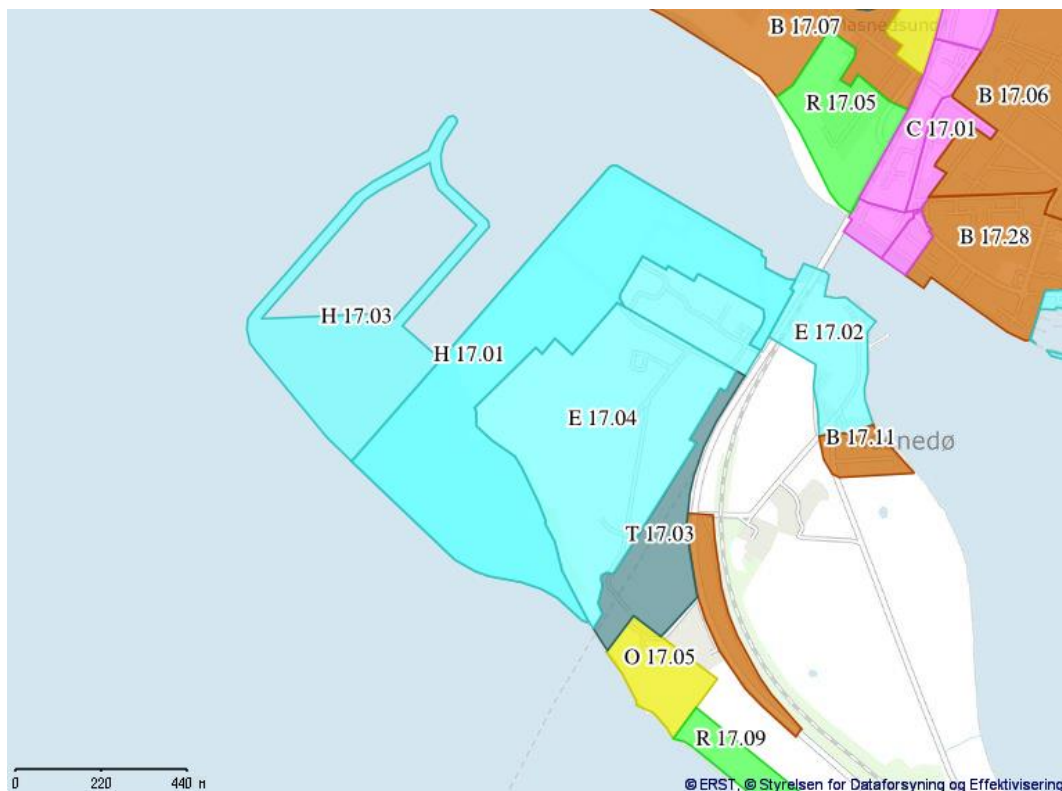 B 17.07
Masnedsund
R 17.05
B 17.06
C 17.01
B 17.28
H 17.03
H 17.01
E 17.02
E 17.04
B 17.11
T 17.03
O 17.05
R 17.09
0 220 440 M
© ERST, © Styrelsen for Dataforsyning og Effektivisering